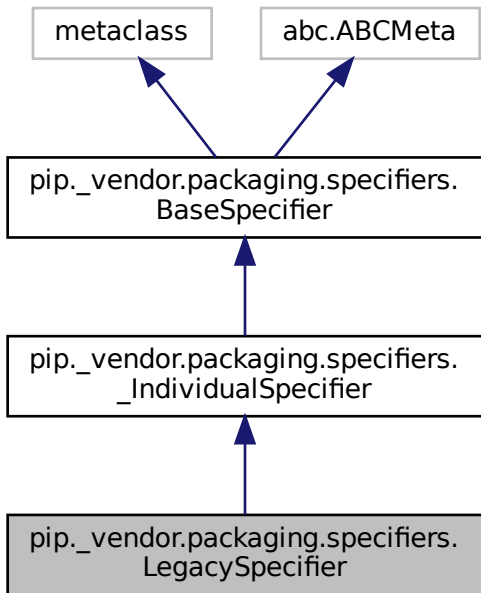 metaclass
abc.ABCMeta
pip._vendor.packaging.specifiers.
BaseSpecifier
pip._vendor.packaging.specifiers.
_IndividualSpecifier
pip._vendor.packaging.specifiers.
LegacySpecifier